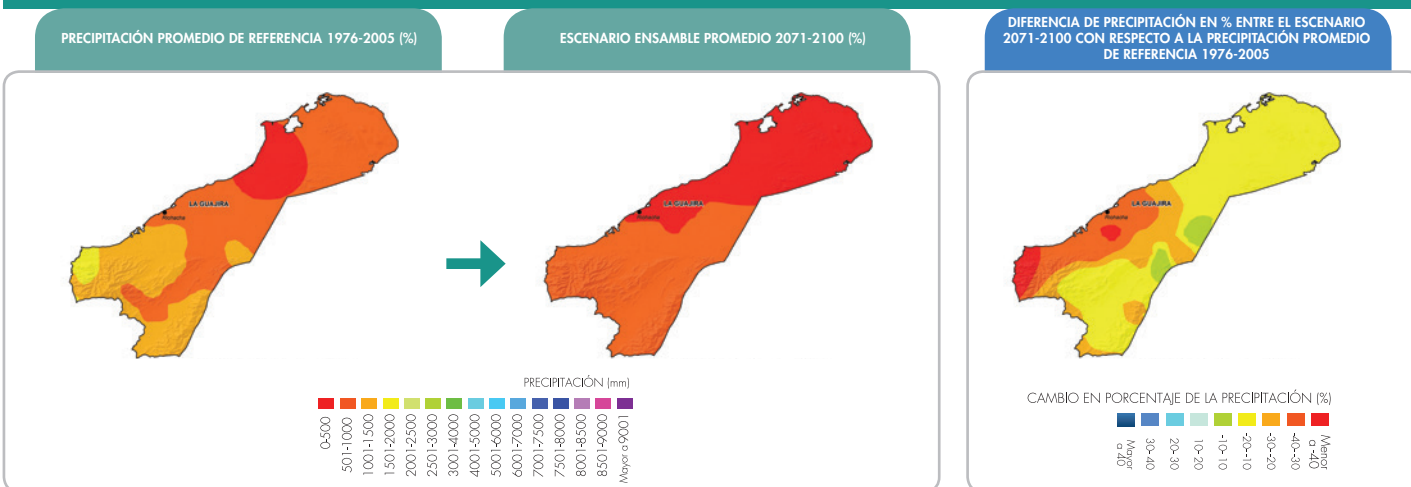 PRECIPITACIÓN PROMEDIO DE REFERENCIA 1976-2005 (%)
ESCENARIO ENSAMBLE PROMEDIO 2071-2100 (%)
DIFERENCIA DE PRECIPITACIÓN EN % ENTRE EL ESCENARIO
2071-2100 CON RESPECTO A LA PRECIPITACIÓN PROMEDIO
DE REFERENCIA 1976-2005
LA GUAJIRA
Riohacha
LA GUAJIRA
Riohacha
LA GUAJIRA
Riohacha
PRECIPITACIÓN (mm)
0-500
501-1000
1001-1500
1501-2000
2001-2500
2501-3000
3001-4000
4001-5000
5001-6000
6001-7000
7001-7500
7501-8000
8001-8500
8501-9000
Mayor a 9001
CAMBIO EN PORCENTAJE DE LA PRECIPITACIÓN (%)
Mayor
a 40
30-40
20-30
10-20
-10-10
-20--10
-30--20
-40--30
Menor
a -40